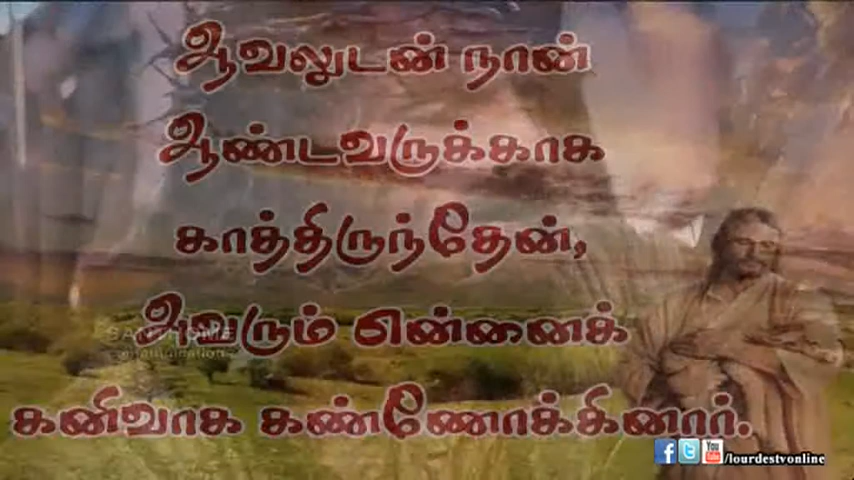 ஆவலுடன் நான்
ஆண்டவருக்காக
காத்திருந்தேன்,
அவரும் என்னைக்
கனிவாக கண்ணோக்கினார்.
/lourdestvonline